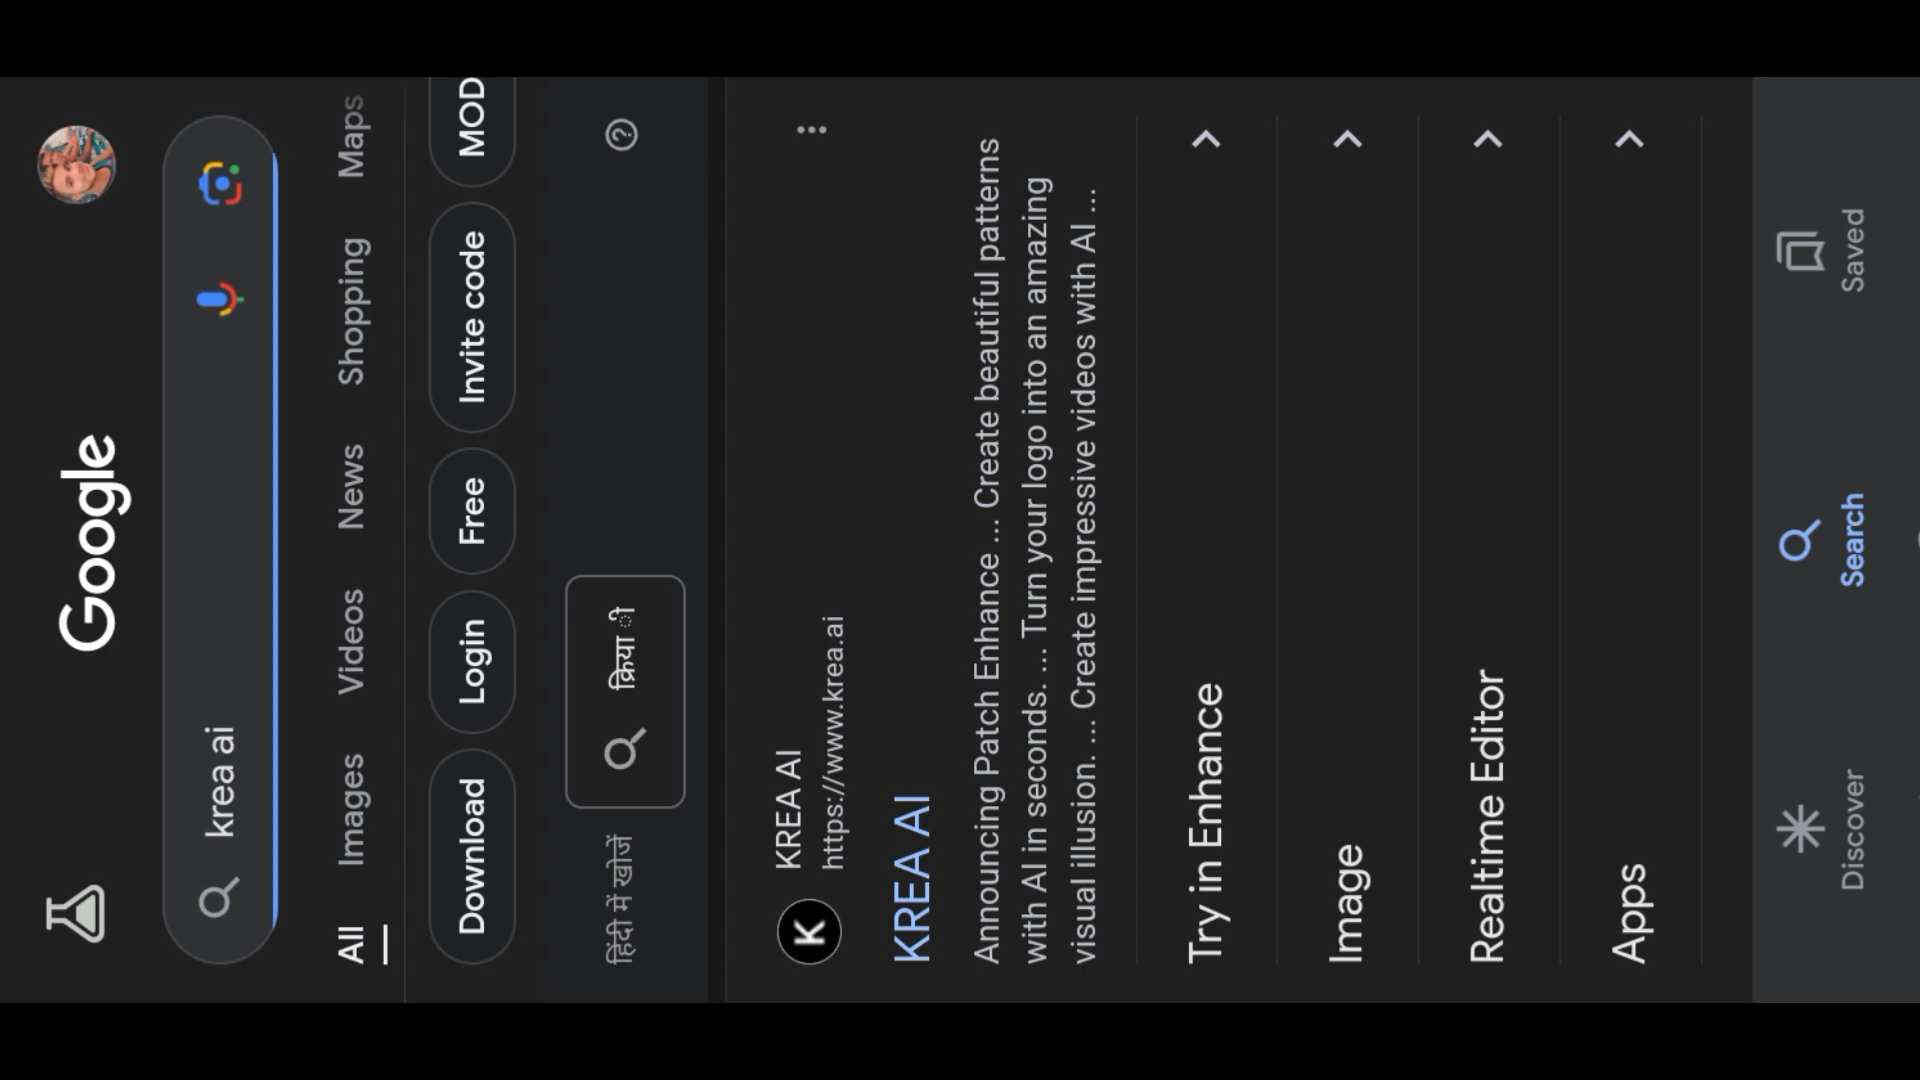 Google
krea ai
All Images Videos News Shopping Maps
Download Login Free Invite code MOD
हिंदी में खोजें क्रिया ी
KREA AI
https://www.krea.ai
K
KREA AI
Announcing Patch Enhance ... Create beautiful patterns
with AI in seconds. ... Turn your logo into an amazing
visual illusion. ... Create impressive videos with AI ...
Try in Enhance
Image
Realtime Editor
Apps
Discover Search Saved